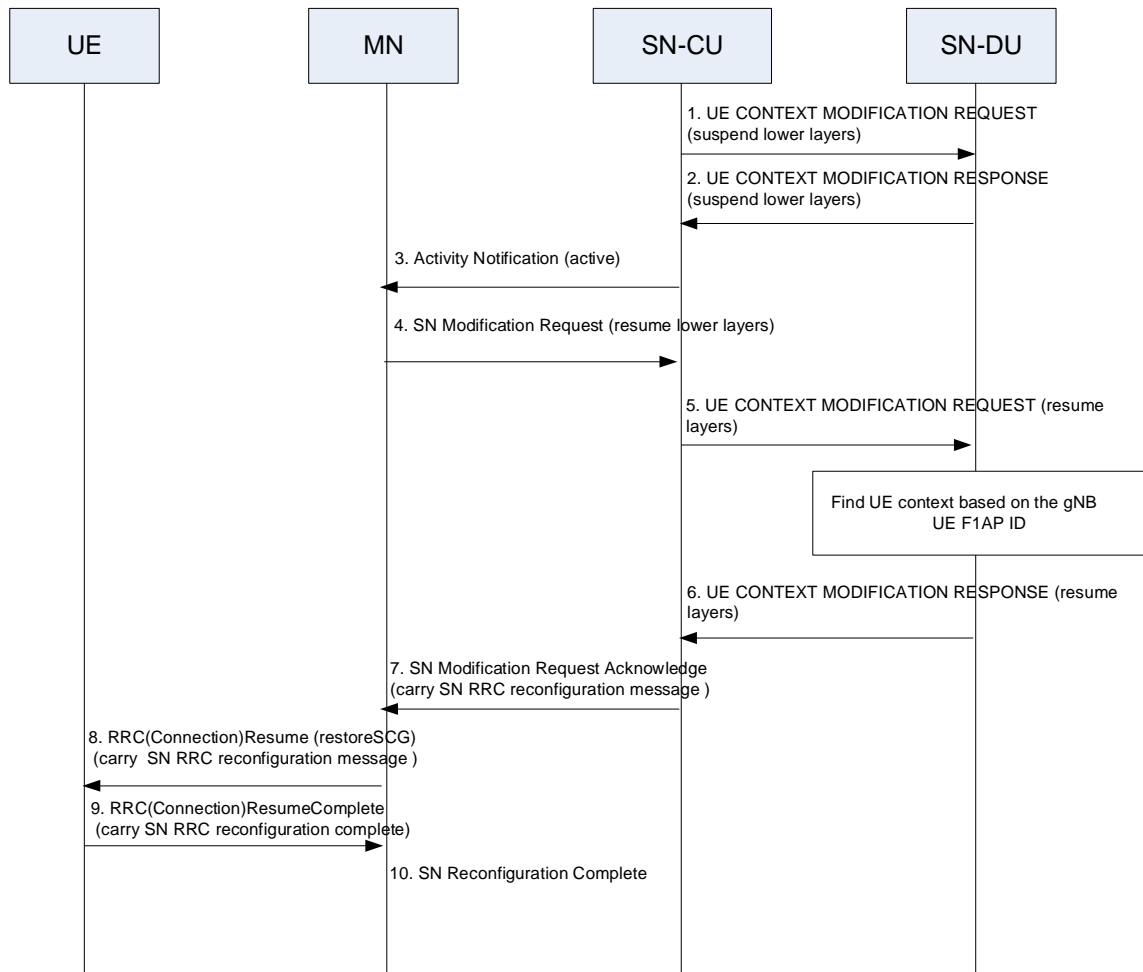 UE
MN
SN-CU
SN-DU
1. UE CONTEXT MODIFICATION REQUEST
(suspend lower layers)
2. UE CONTEXT MODIFICATION RESPONSE
(suspend lower layers)
3. Activity Notification (active)
4. SN Modification Request (resume lower layers)
5. UE CONTEXT MODIFICATION REQUEST (resume
layers)
Find UE context based on the gNB
UE F1AP ID
6. UE CONTEXT MODIFICATION RESPONSE (resume
layers)
7. SN Modification Request Acknowledge
(carry SN RRC reconfiguration message )
8. RRC(Connection)Resume (restoreSCG)
(carry SN RRC reconfiguration message )
9. RRC(Connection)ResumeComplete
(carry SN RRC reconfiguration complete)
10. SN Reconfiguration Complete